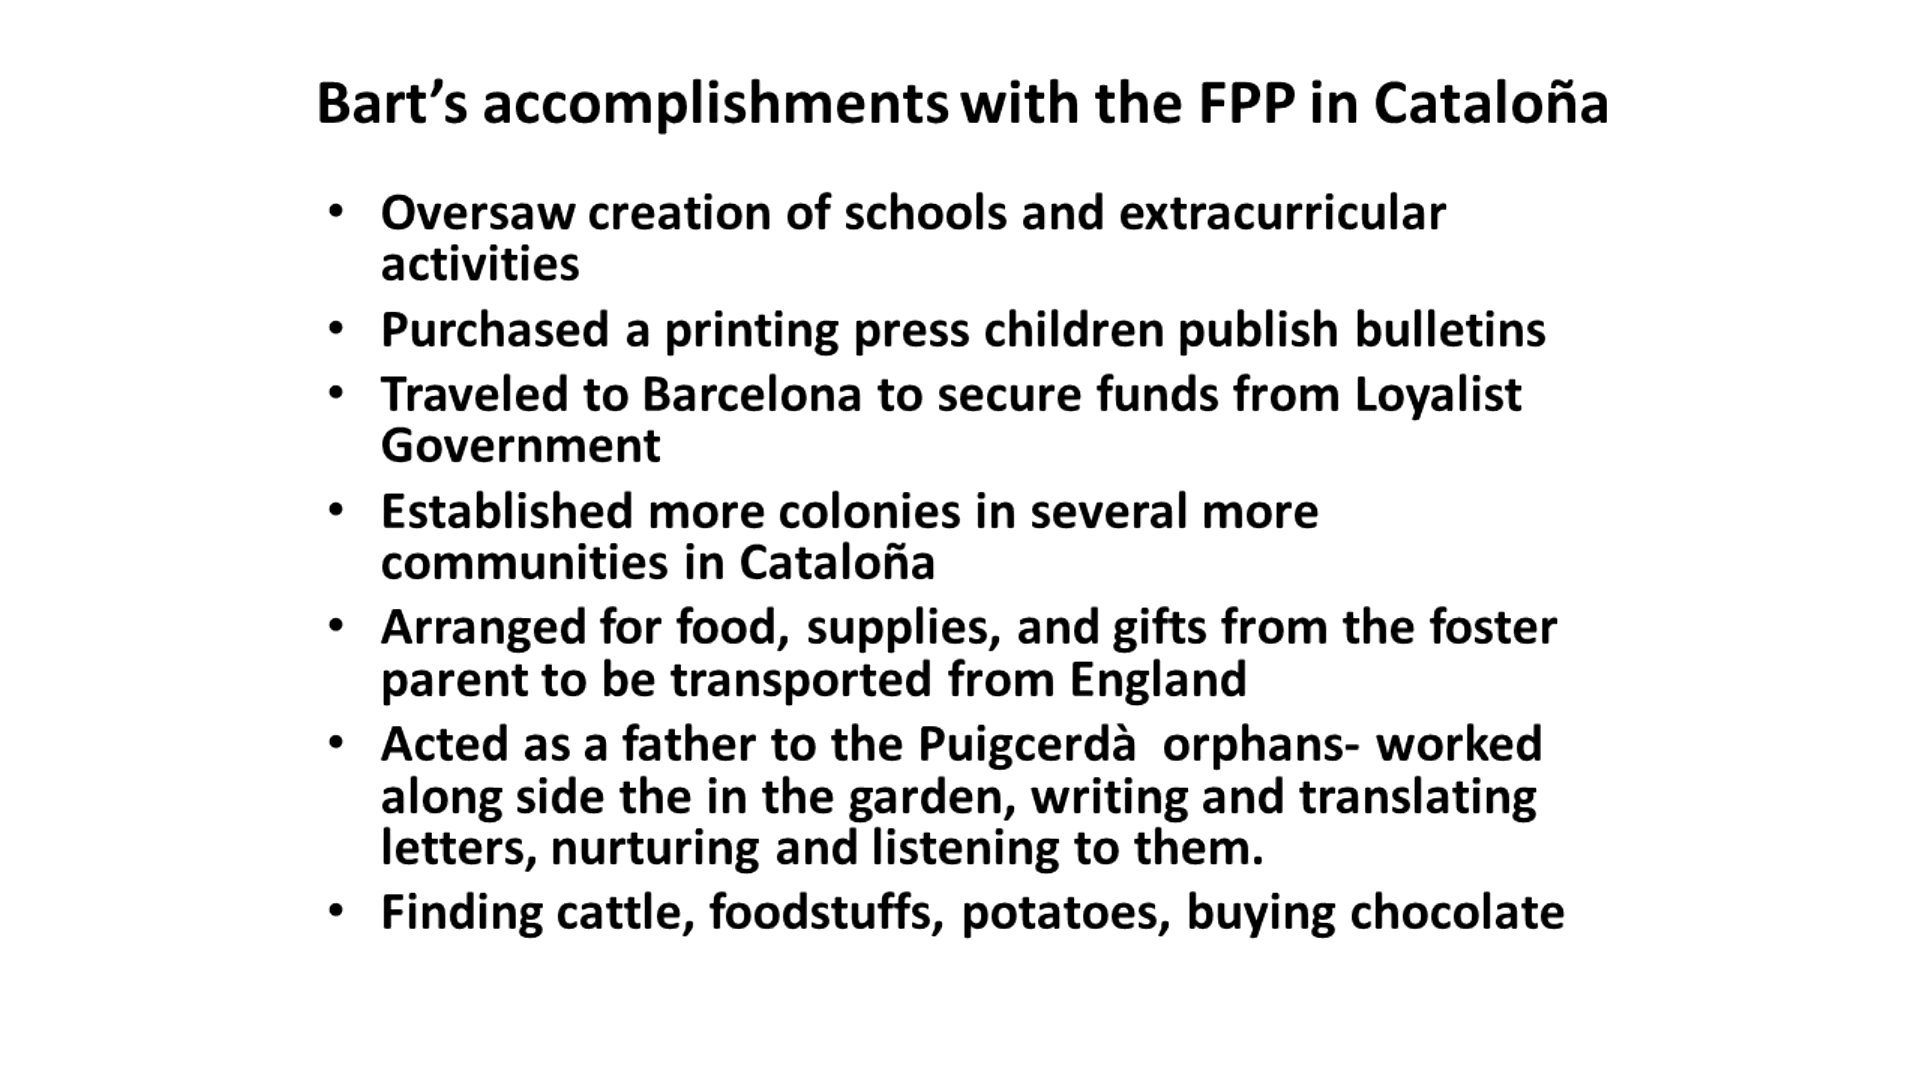 Bart’s accomplishments with the FPP in Cataloña
• Oversaw creation of schools and extracurricular
activities
• Purchased a printing press children publish bulletins
• Traveled to Barcelona to secure funds from Loyalist
Government
• Established more colonies in several more
communities in Cataloña
• Arranged for food, supplies, and gifts from the foster
parent to be transported from England
• Acted as a father to the Puigcerdà  orphans- worked
along side the in the garden, writing and translating
letters, nurturing and listening to them.
• Finding cattle, foodstuffs, potatoes, buying chocolate